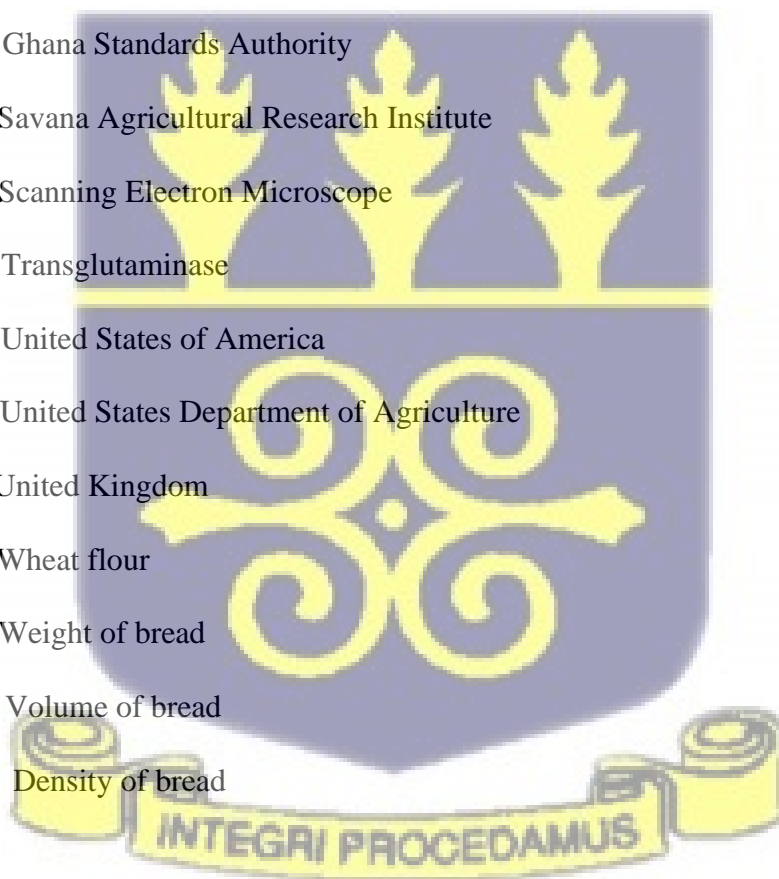 Ghana Standards Authority
Savana Agricultural Research Institute
Scanning Electron Microscope
Transglutaminase
United States of America
United States Department of Agriculture
United Kingdom
Wheat flour
Weight of bread
Volume of bread
Density of bread
INTEGRI PROCEDAMUS